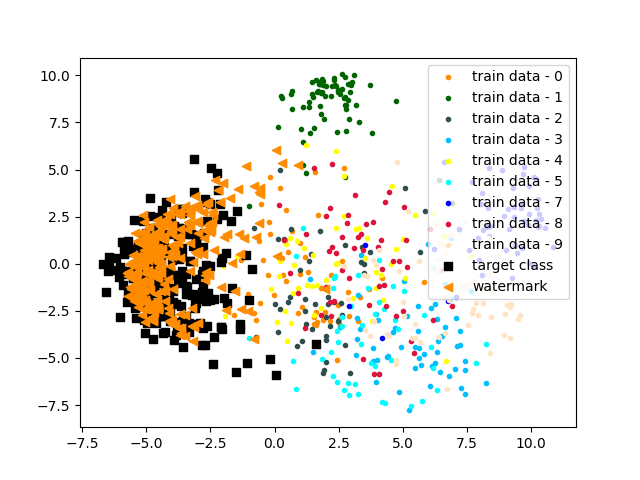 10.0
7.5
5.0
2.5
0.0
−2.5
−5.0
−7.5
−7.5
−5.0
−2.5
0.0
2.5
5.0
7.5
10.0
train data - 0
train data - 1
train data - 2
train data - 3
train data - 4
train data - 5
train data - 7
train data - 8
train data - 9
target class
watermark